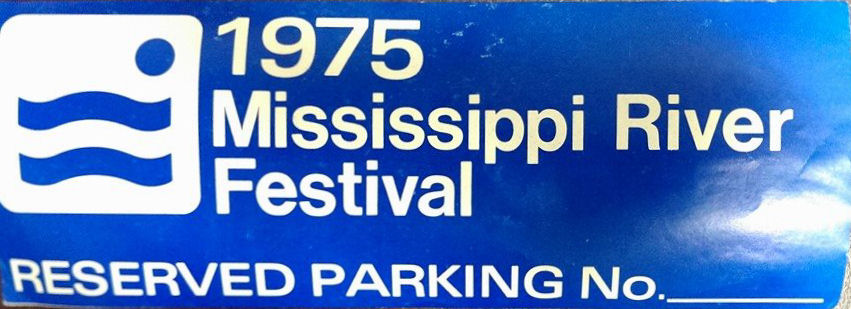 1975
Mississippi River
Festival
RESERVED PARKING No.